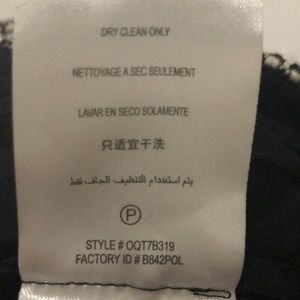 DRY CLEAN ONLY
NETTOYAGE A SEC SEULEMENT
LAVAR EN SECO SOLAMENTE
只适宜干洗
يتم استخدام التنظيف الجاف فقط
P
STYLE # OQT7B319
FACTORY ID # B842POL